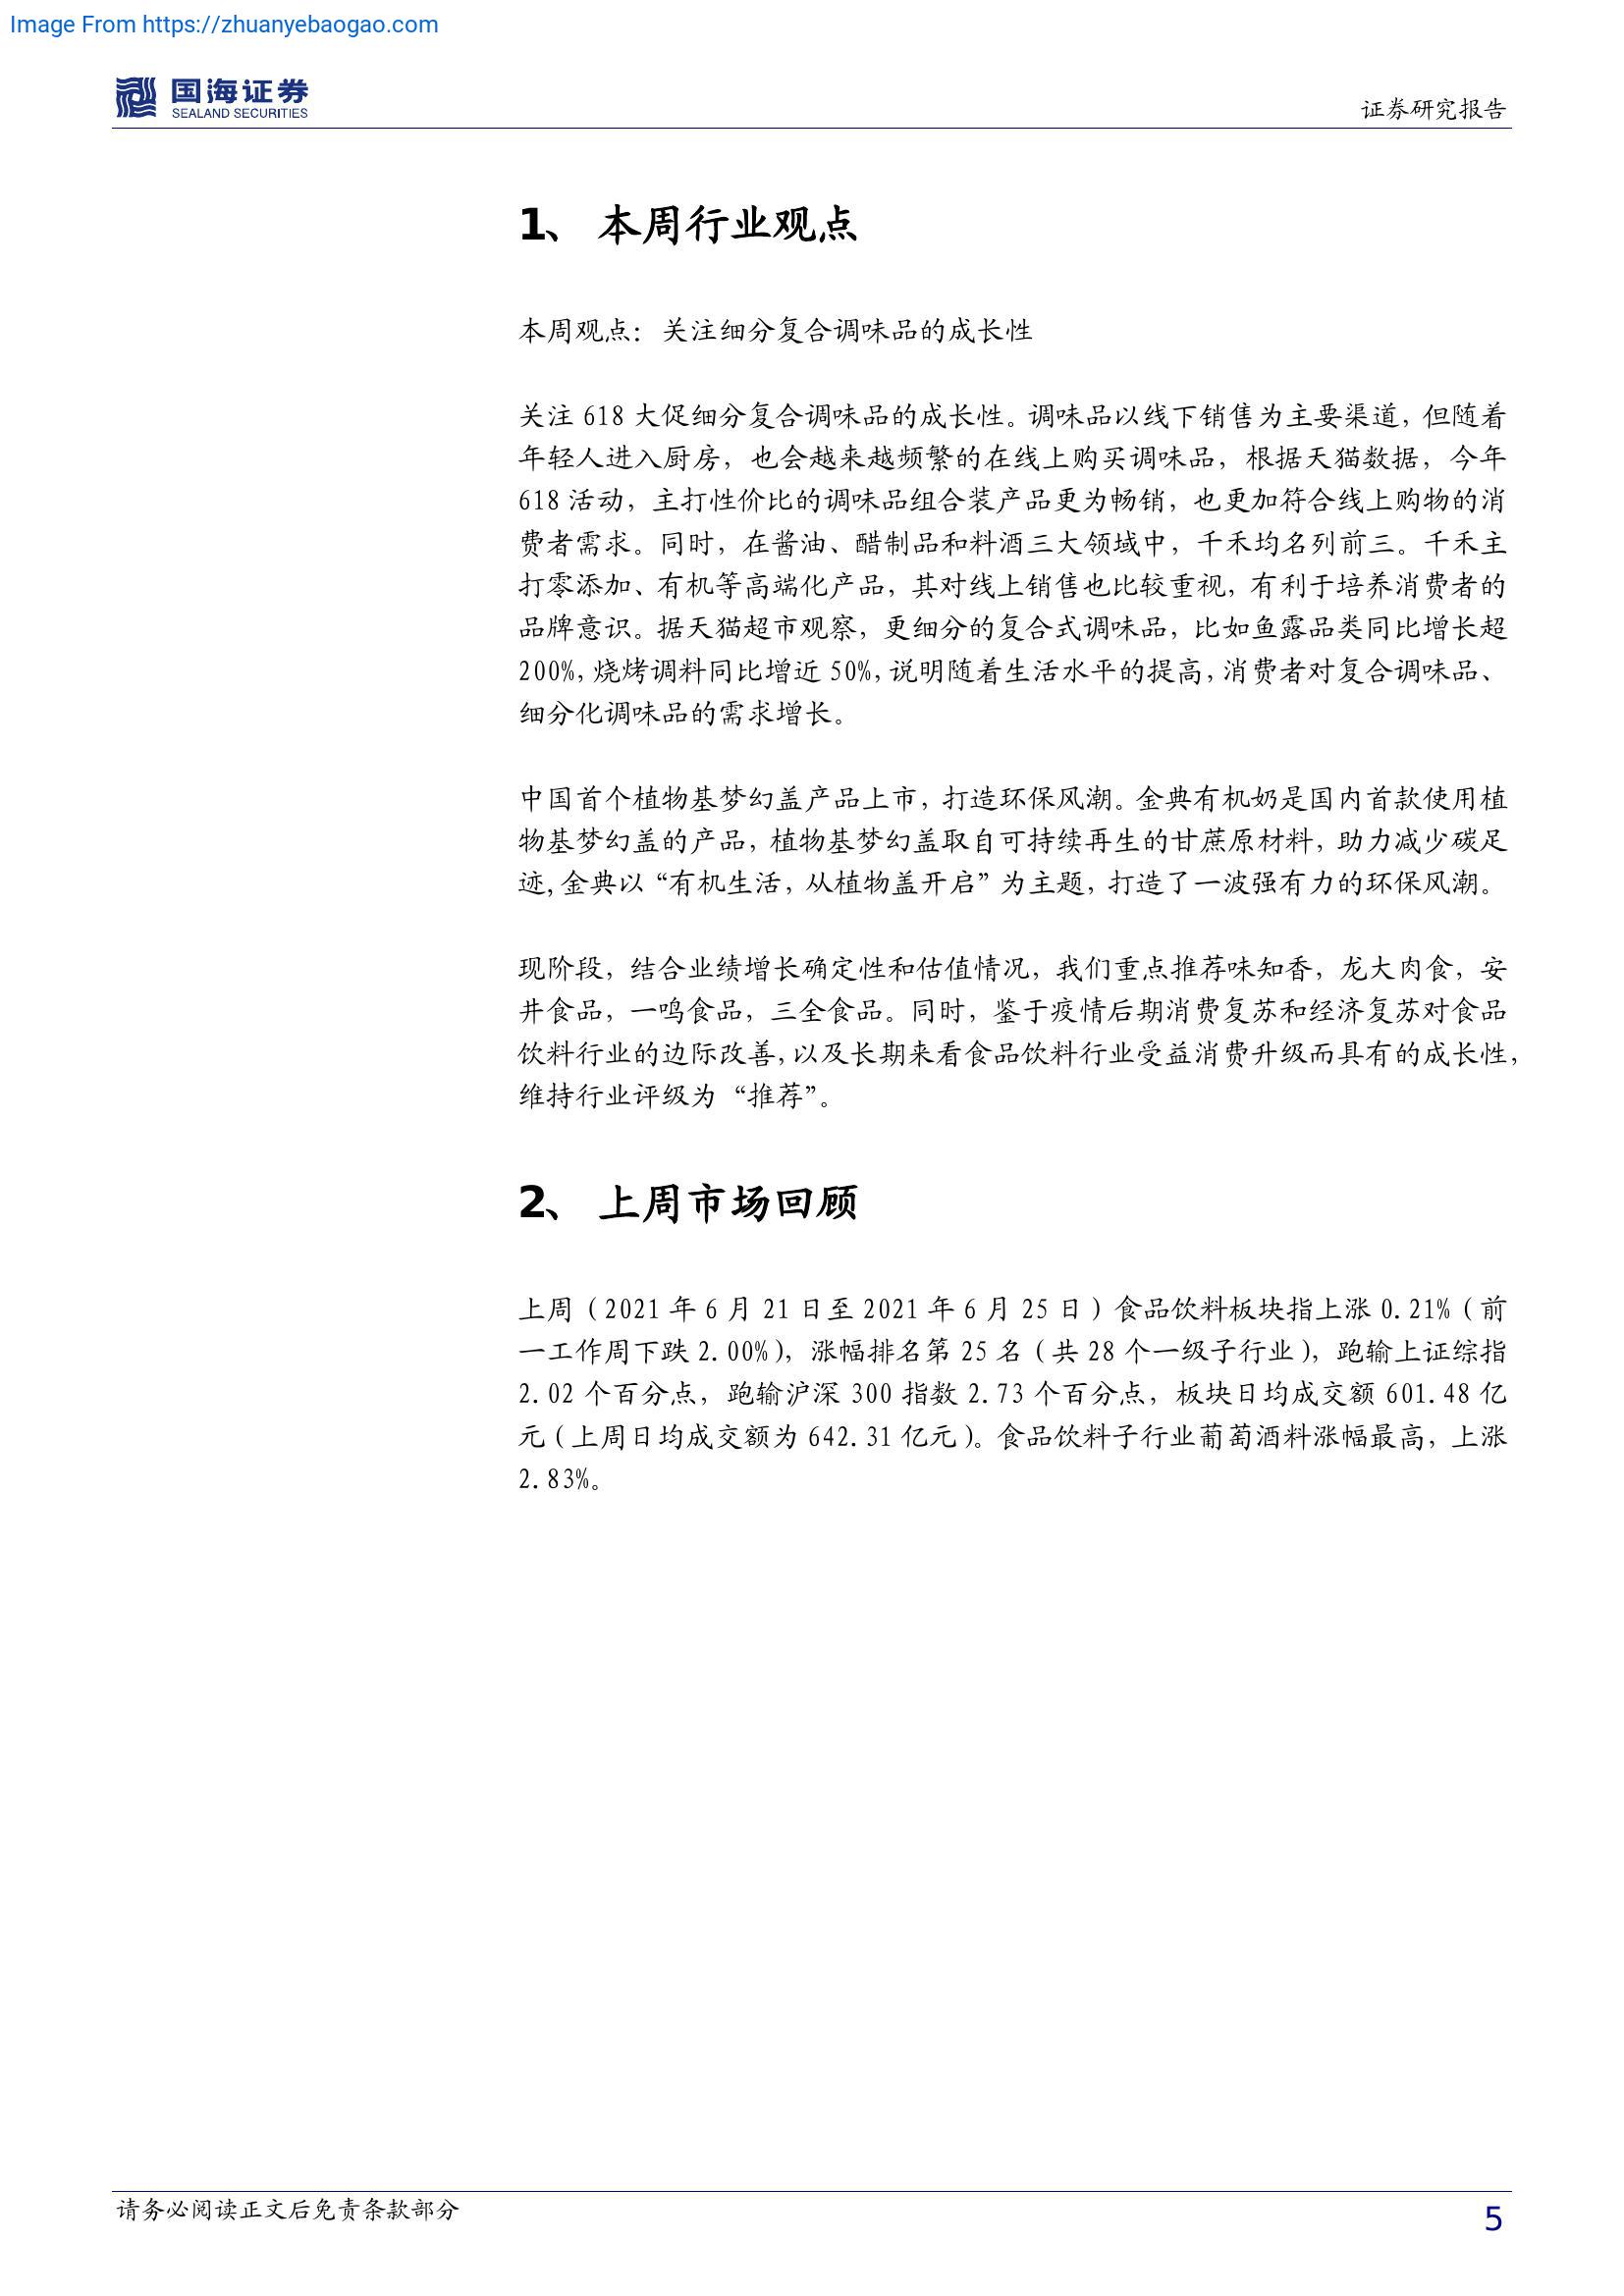 Image From https://zhuanyebaogao.com
国海证券
SEALAND SECURITIES
证券研究报告
1、 本周行业观点
本周观点：关注细分复合调味品的成长性
关注 618 大促细分复合调味品的成长性。调味品以线下销售为主要渠道，但随着
年轻人进入厨房，也会越来越频繁的在线上购买调味品，根据天猫数据，今年
618 活动，主打性价比的调味品组合装产品更为畅销，也更加符合线上购物的消
费者需求。同时，在酱油、醋制品和料酒三大领域中，千禾均名列前三。千禾主
打零添加、有机等高端化产品，其对线上销售也比较重视，有利于培养消费者的
品牌意识。据天猫超市观察，更细分的复合式调味品，比如鱼露品类同比增长超
200%，烧烤调料同比增近 50%，说明随着生活水平的提高，消费者对复合调味品、
细分化调味品的需求增长。
中国首个植物基梦幻盖产品上市，打造环保风潮。金典有机奶是国内首款使用植
物基梦幻盖的产品，植物基梦幻盖取自可持续再生的甘蔗原材料，助力减少碳足
迹，金典以“有机生活，从植物盖开启”为主题，打造了一波强有力的环保风潮。
现阶段，结合业绩增长确定性和估值情况，我们重点推荐味知香，龙大肉食，安
井食品，一鸣食品，三全食品。同时，鉴于疫情后期消费复苏和经济复苏对食品
饮料行业的边际改善，以及长期来看食品饮料行业受益消费升级而具有的成长性，
维持行业评级为“推荐”。
2、 上周市场回顾
上周（2021 年 6 月 21 日至 2021 年 6 月 25 日）食品饮料板块指上涨 0.21%（前
一工作周下跌 2.00%），涨幅排名第 25 名（共 28 个一级子行业），跑输上证综指
2.02 个百分点，跑输沪深 300 指数 2.73 个百分点，板块日均成交额 601.48 亿
元（上周日均成交额为 642.31 亿元）。食品饮料子行业葡萄酒料涨幅最高，上涨
2.83%。
请务必阅读正文后免责条款部分
5